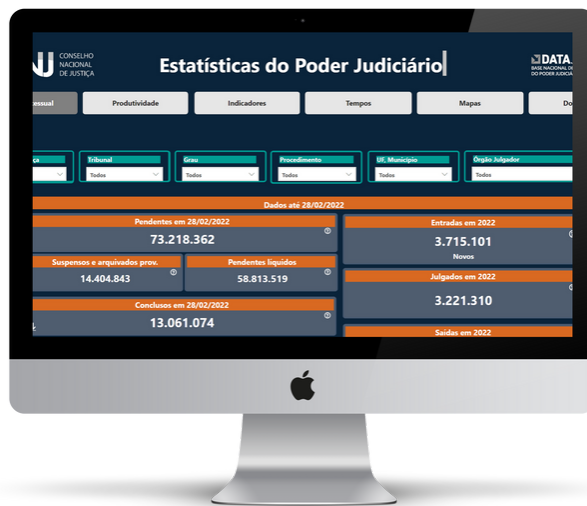 CONSELHO
NACIONAL
DE JUSTIÇA
Estatísticas do Poder Judiciário
DATA
BASE NACIONAL DE
DO PODER JUDICIÁ
essual
Produtividade
Indicadores
Tempos
Mapas
Do
ça
Tribunal
Grau
Procedimento
UF, Município
Órgão Julgador
Todos
Todos
Todos
Todos
Todos
Dados até 28/02/2022
Pendentes em 28/02/2022
73.218.362
Entradas em 2022
3.715.101
Novos
Suspensos e arquivados prov.
14.404.843
Pendentes líquidos
58.813.519
Julgados em 2022
3.221.310
Conclusos em 28/02/2022
13.061.074
Saídas em 2022